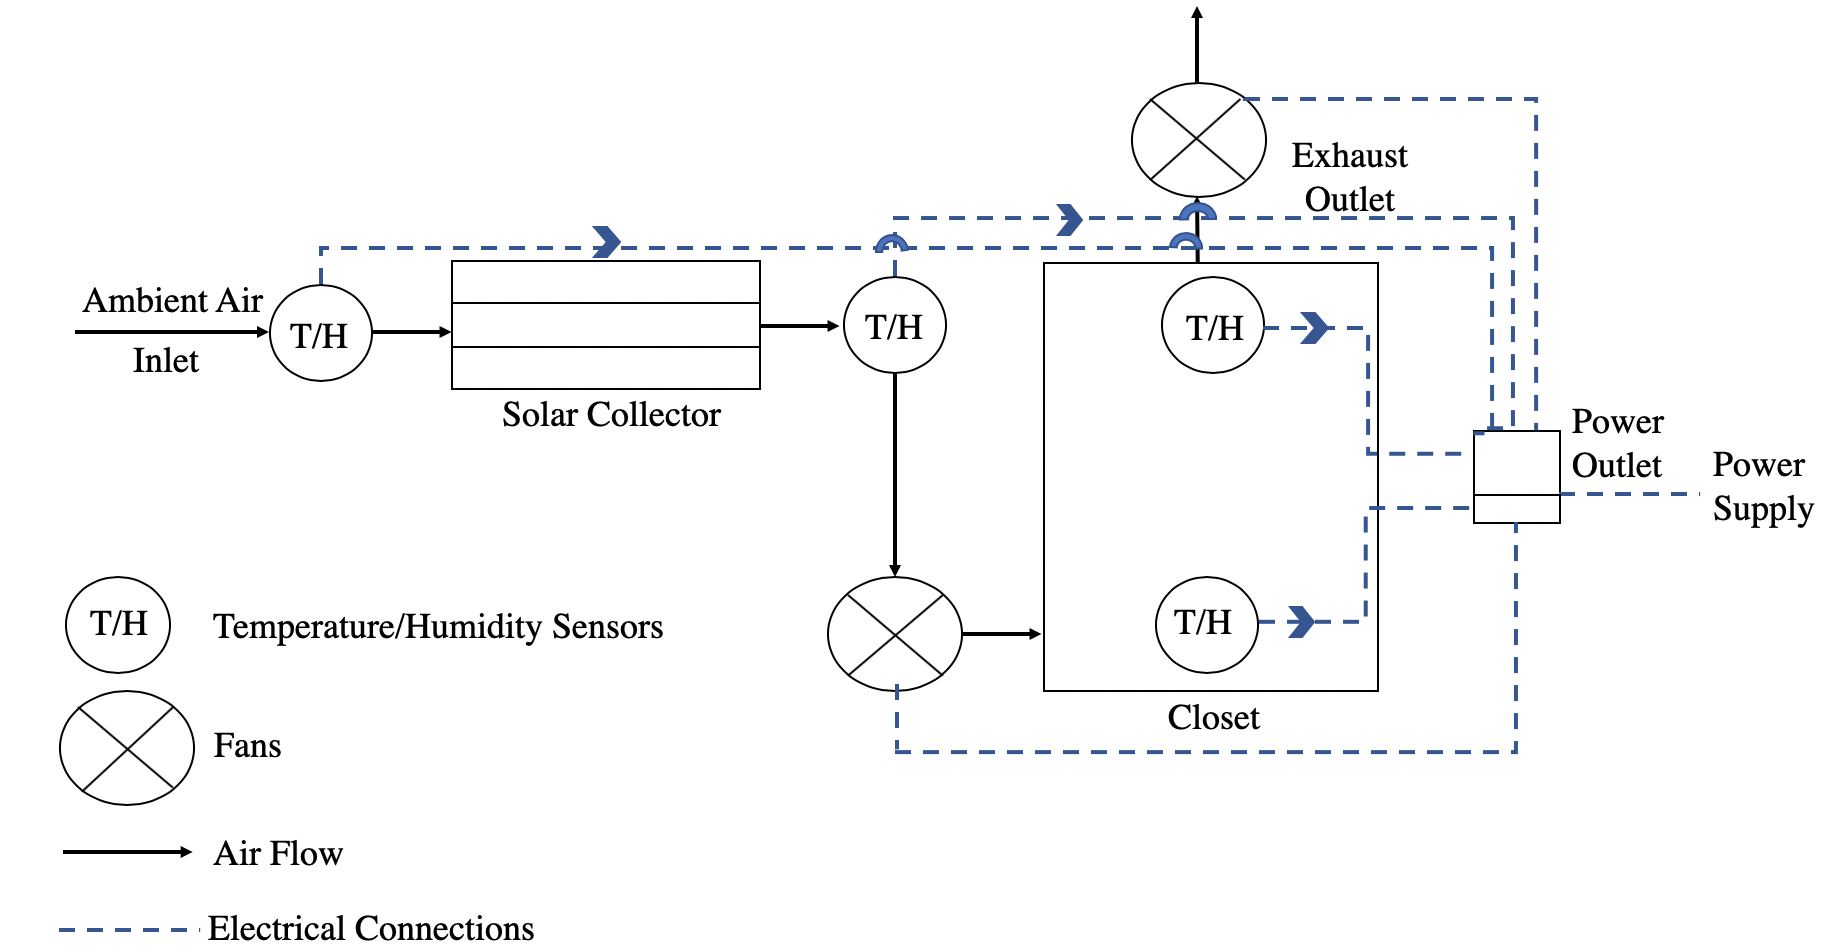 Exhaust
Outlet
Ambient Air
Inlet
T/H
T/H
T/H
Solar Collector
Power
Outlet
Power
Supply
T/H
Closet
T/H
Temperature/Humidity Sensors
Fans
Air Flow
Electrical Connections